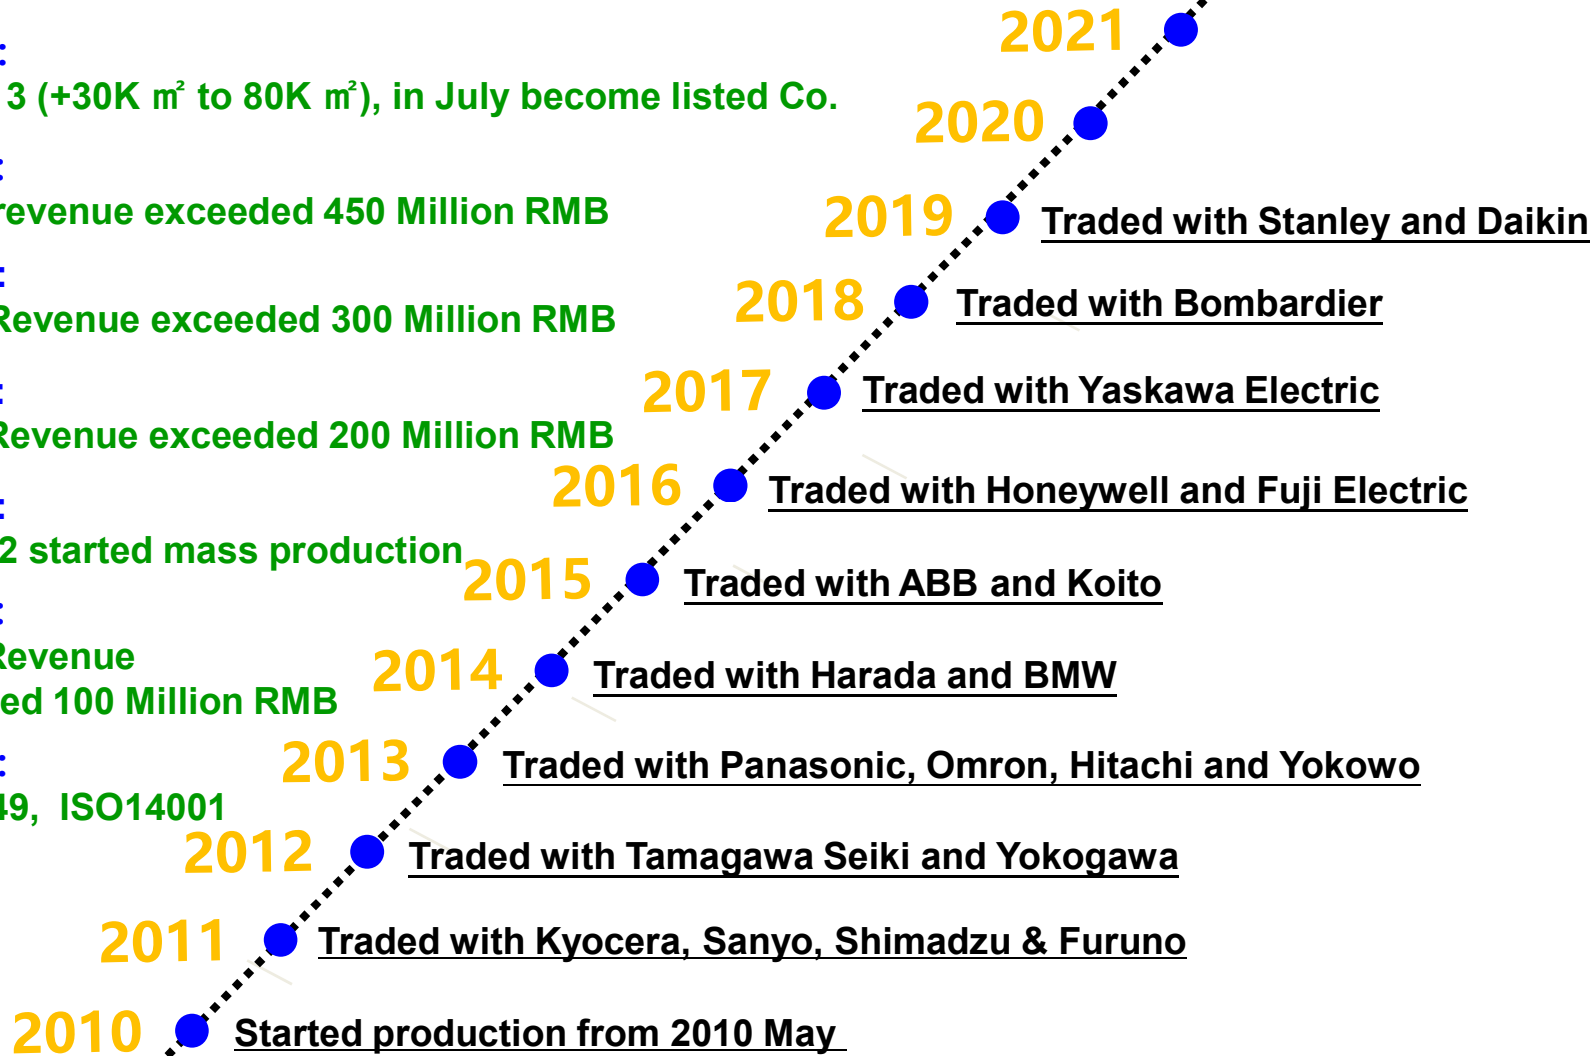 2021
:
3 (+30K ㎡ to 80K ㎡), in July become listed Co.
2020
:
revenue exceeded 450 Million RMB
2019
Traded with Stanley and Daikin
:
Revenue exceeded 300 Million RMB
2018
Traded with Bombardier
:
Revenue exceeded 200 Million RMB
2017
Traded with Yaskawa Electric
2016
Traded with Honeywell and Fuji Electric
:
2 started mass production
2015
Traded with ABB and Koito
:
Revenue
ed 100 Million RMB
2014
Traded with Harada and BMW
:
49, ISO14001
2013
Traded with Panasonic, Omron, Hitachi and Yokowo
2012
Traded with Tamagawa Seiki and Yokogawa
2011
Traded with Kyocera, Sanyo, Shimadzu & Furuno
2010
Started production from 2010 May